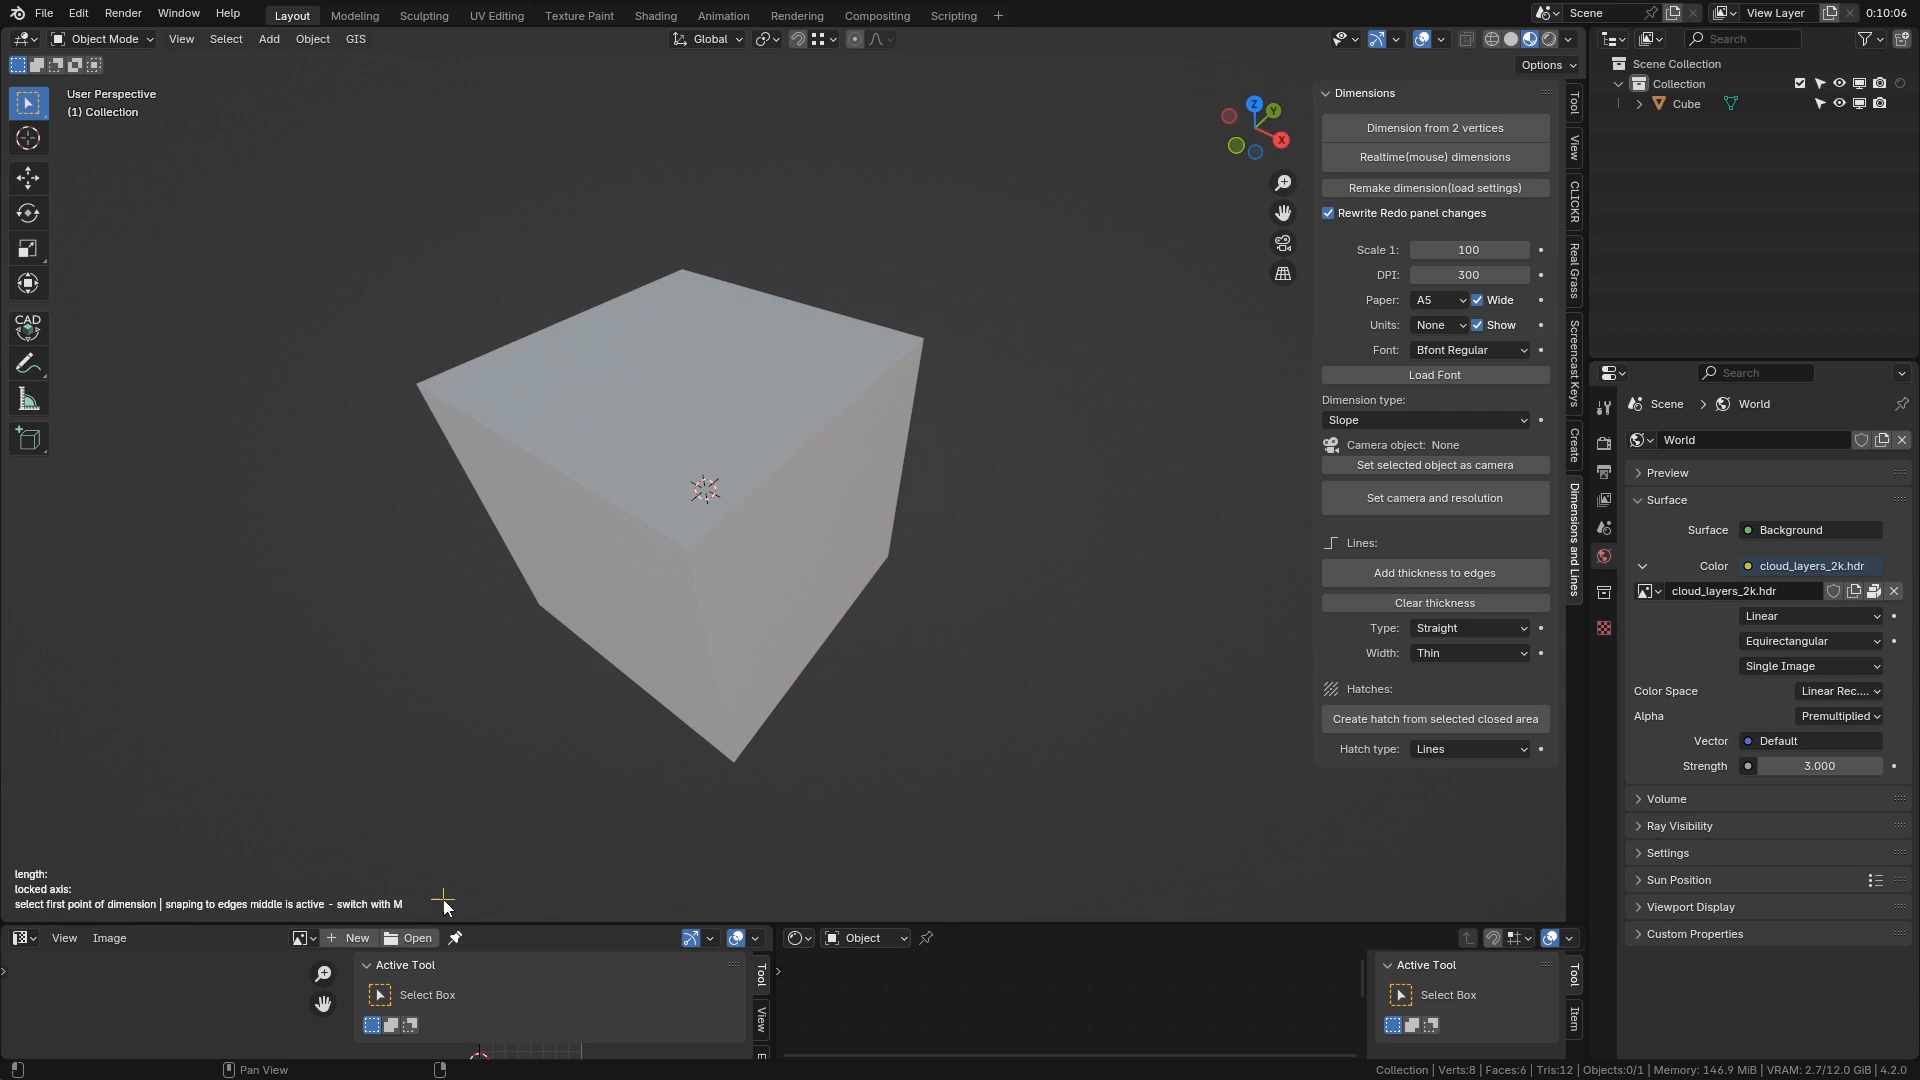 File Edit Render Window Help Layout Modeling Sculpting UV Editing Texture Paint Shading Animation Rendering Compositing Scripting + Scene View Layer 0:10:06
Object Mode View Select Add Object GIS Global Search
Options
User Perspective
(1) Collection
CAD
Z
Y
X
Dimensions
Dimension from 2 vertices
Realtime(mouse) dimensions
Remake dimension(load settings)
Rewrite Redo panel changes
Scale 1: 100
DPI: 300
Paper: A5 Wide
Units: None Show
Font: Bfont Regular
Load Font
Dimension type:
Slope
Camera object: None
Set selected object as camera
Set camera and resolution
Lines:
Add thickness to edges
Clear thickness
Type: Straight
Width: Thin
Hatches:
Create hatch from selected closed area
Hatch type: Lines
Tool
View
CLICKR
Real Grass
Screencast Keys
Create
Dimensions and Lines
Scene Collection
Collection
Cube
Search
Scene World
World
Preview
Surface
Surface Background
Color cloud_layers_2k.hdr
cloud_layers_2k.hdr
Linear
Equirectangular
Single Image
Color Space Linear Rec....
Alpha Premultiplied
Vector Default
Strength 3.000
Volume
Ray Visibility
Settings
Sun Position
Viewport Display
Custom Properties
length:
locked axis:
select first point of dimension | snaping to edges middle is active - switch with M
View Image + New Open
Active Tool
Select Box
Tool
View
E
Object
Active Tool
Select Box
Tool
Item
Pan View
Collection | Verts:8 | Faces:6 | Tris:12 | Objects:0/1 | Memory: 146.9 MiB | VRAM: 2.7/12.0 GiB | 4.2.0